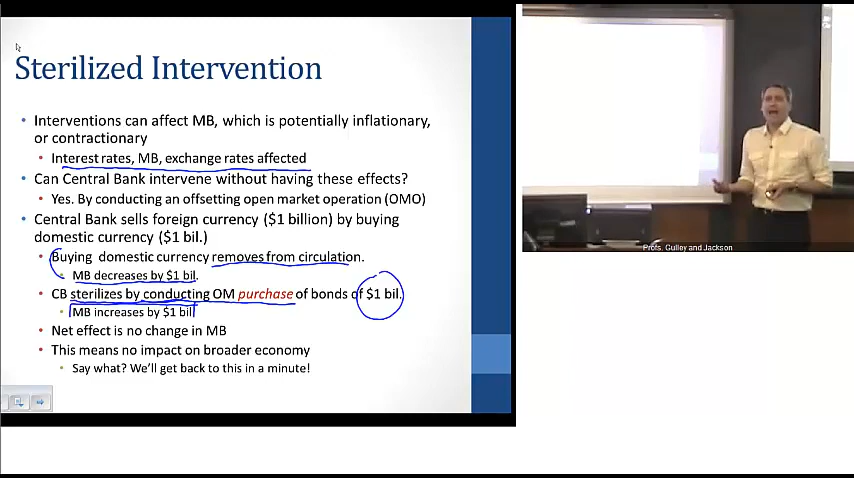 Sterilized Intervention
• Interventions can affect MB, which is potentially inflationary,
or contractionary
• Interest rates, MB, exchange rates affected
• Can Central Bank intervene without having these effects?
• Yes. By conducting an offsetting open market operation (OMO)
• Central Bank sells foreign currency ($1 billion) by buying
domestic currency ($1 bil.)
• Buying domestic currency removes from circulation.
• MB decreases by $1 bil.
• CB sterilizes by conducting OM purchase of bonds of $1 bil.
• MB increases by $1 bil
• Net effect is no change in MB
• This means no impact on broader economy
• Say what? We'll get back to this in a minute!
Profs. Gulley and Jackson